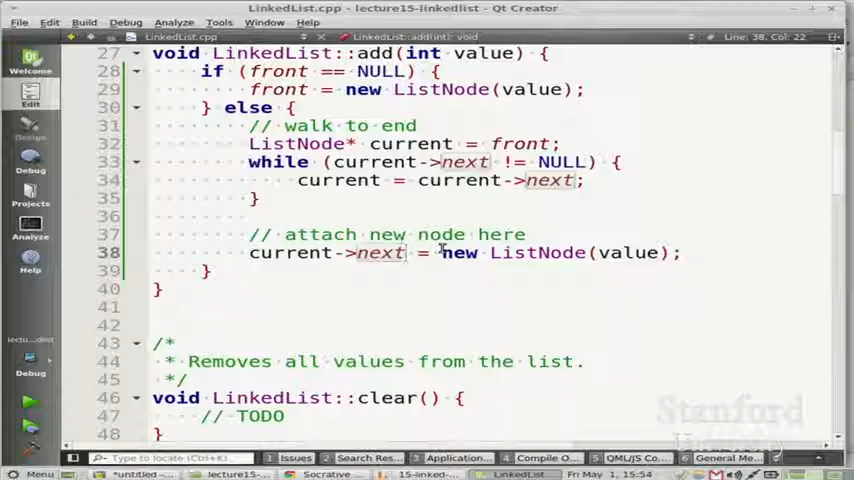 LinkedList.cpp - lecture15-linkedlist - Qt Creator
File Edit Build Debug Analyze Tools Window Help
LinkedList.cpp LinkedList::add(int) void Line: 38, Col: 22
27 void LinkedList::add(int value) {
28 if (front == NULL) {
29 front = new ListNode(value);
30 } else {
31 // walk to end
32 ListNode* current = front;
33 while (current->next != NULL) {
34 current = current->next;
35 }
36
37 // attach new node here
38 current->next = new ListNode(value);
39 }
40 }
41
42
43 /*
44 * Removes all values from the list.
45 */
46 void LinkedList::clear() {
47 // TODO
48 }
Welcome
Edit
Design
Debug
Projects
Analyze
Help
lectu...dlist
Debug
Stanford
University
Type to locate (Ctrl+K) 1 Issues 2 Search Res... 3 Application... 4 Compile O... 5 QML/JS Co... 6 General Me...
Menu *untitled - ... lecture15-... Socrative ... 15-linked-... LinkedList Fri May 1, 15:54